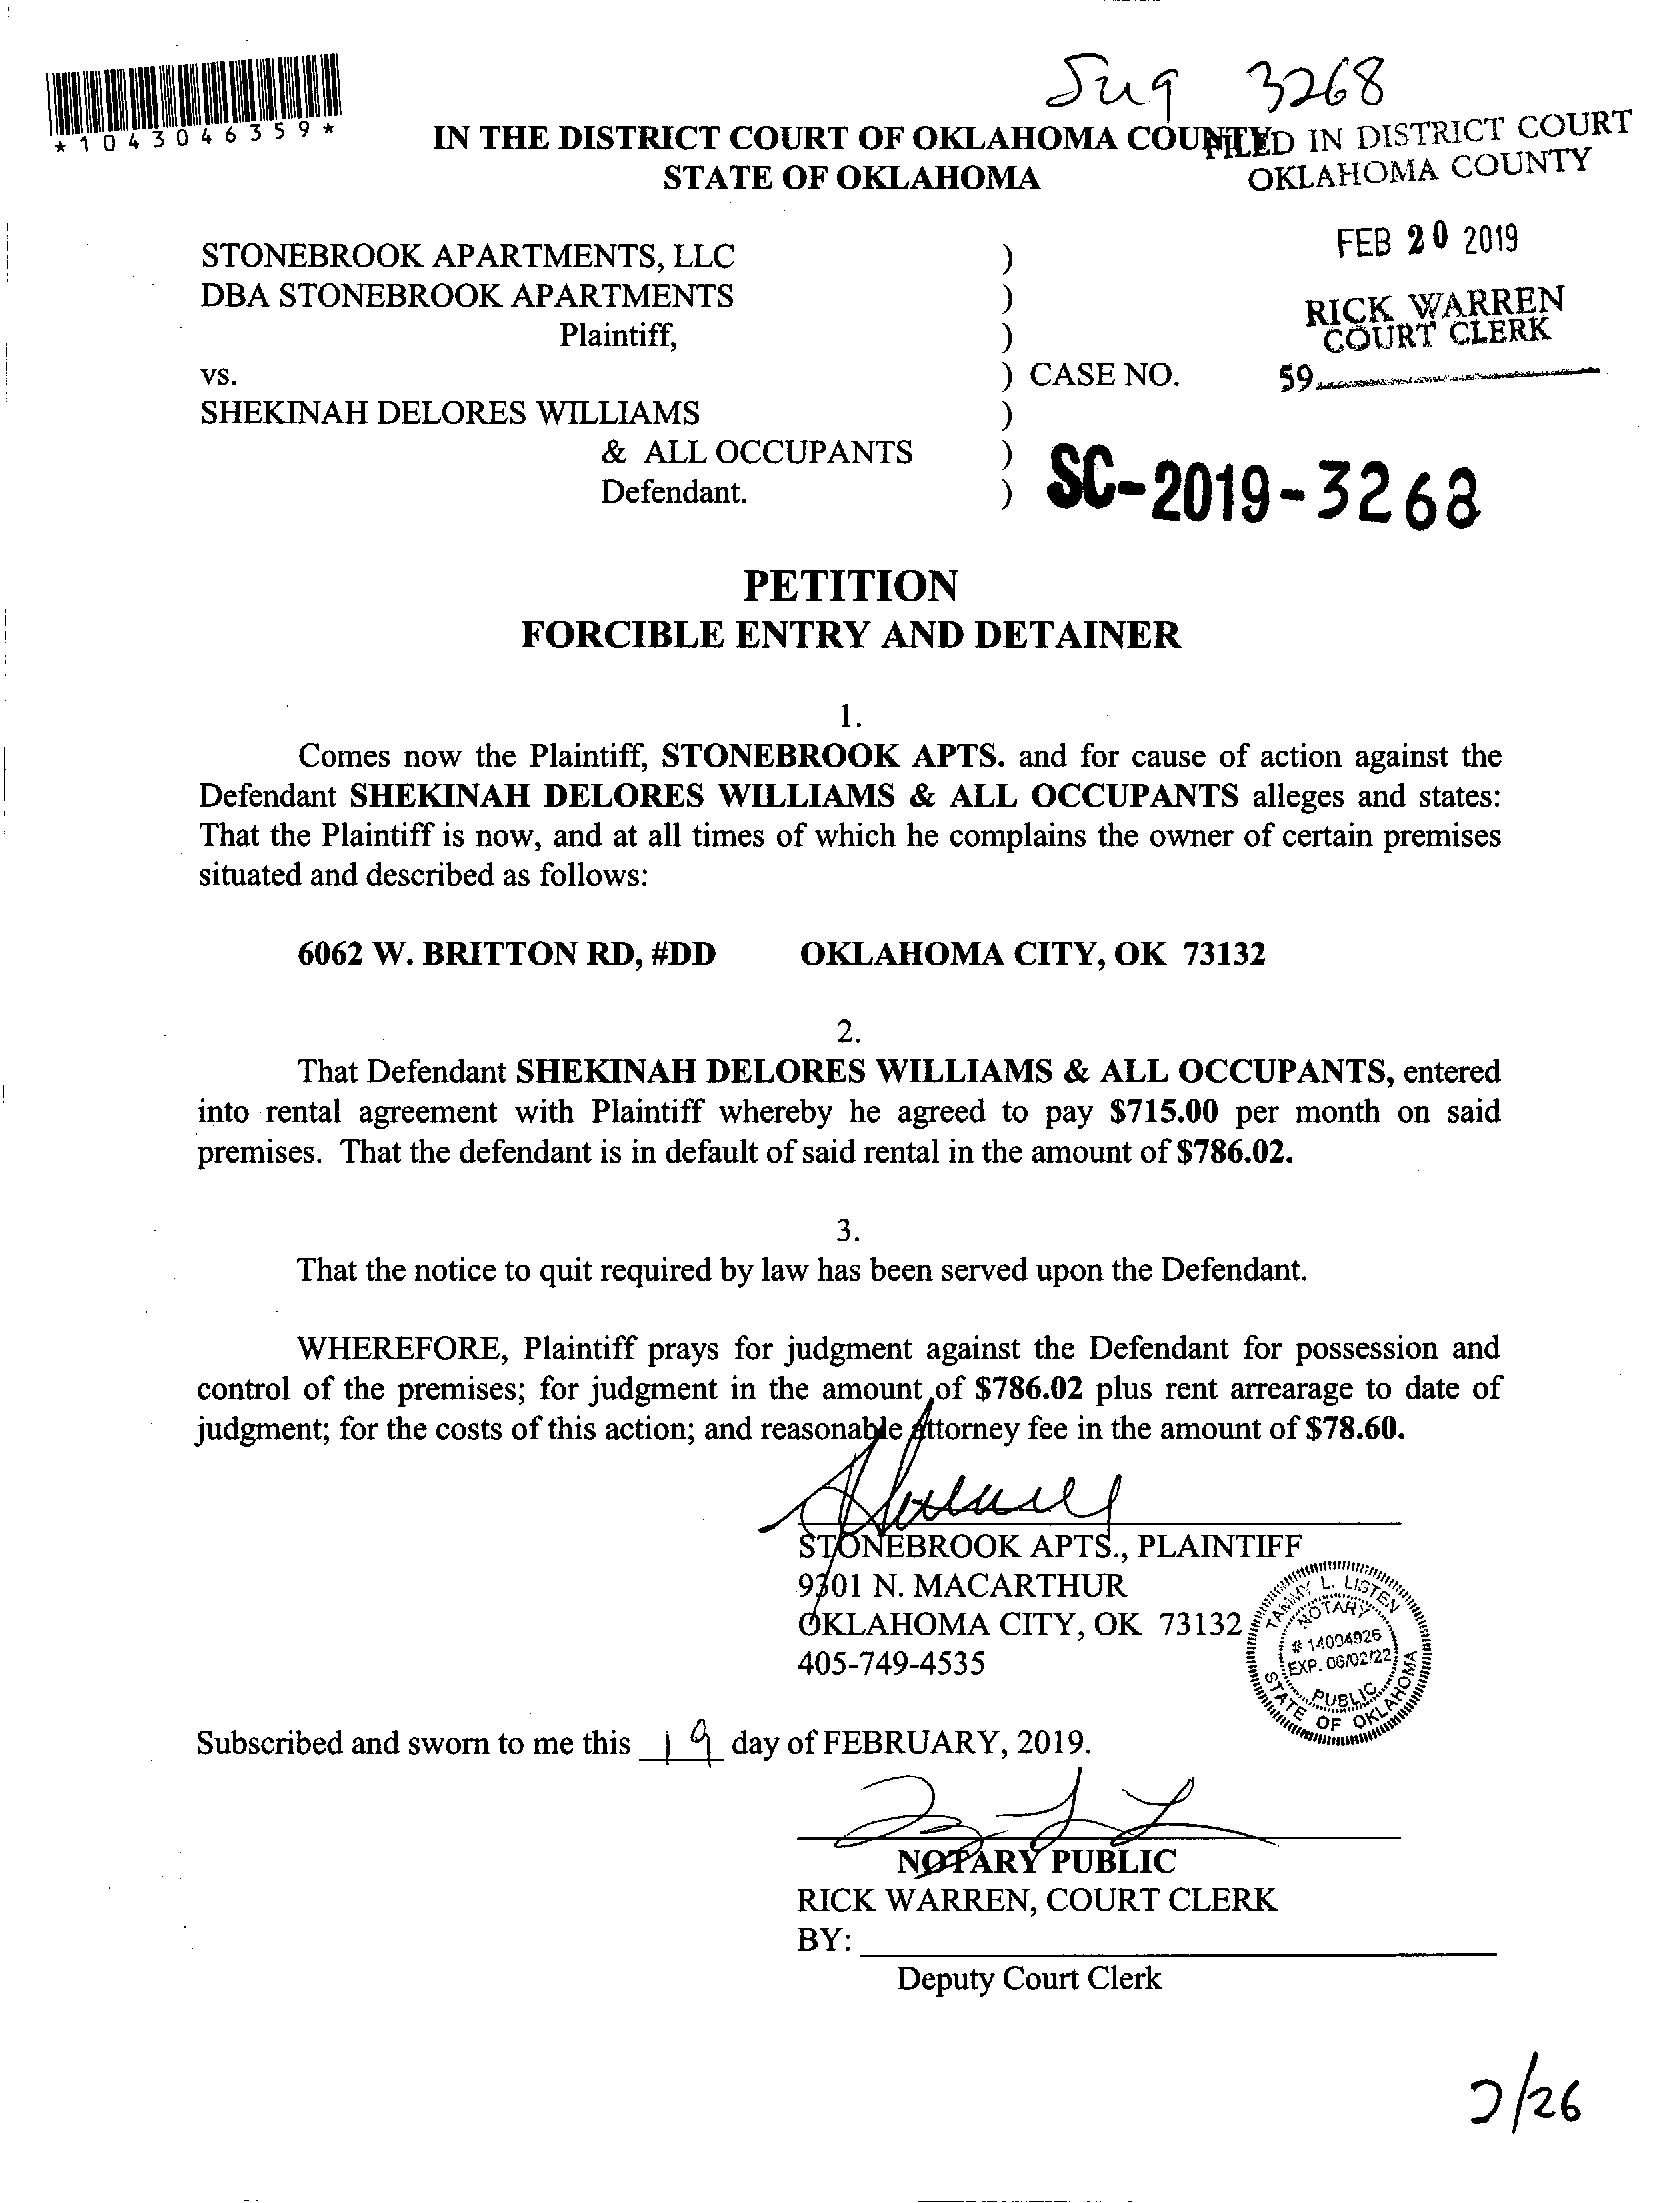 3268
*1043046359*
IN THE DISTRICT COURT OF OKLAHOMA COUNTY
STATE OF OKLAHOMA
FILED IN DISTRICT COURT
OKLAHOMA COUNTY
FEB 20 2019
RICK WARREN
COURT CLERK
59
STONEBROOK APARTMENTS, LLC )
DBA STONEBROOK APARTMENTS )
Plaintiff, )
vs. ) CASE NO.
SHEKINAH DELORES WILLIAMS )
& ALL OCCUPANTS )
Defendant. )
SC-2019-3268
PETITION
FORCIBLE ENTRY AND DETAINER
1.
Comes now the Plaintiff, STONEBROOK APTS. and for cause of action against the
Defendant SHEKINAH DELORES WILLIAMS & ALL OCCUPANTS alleges and states:
That the Plaintiff is now, and at all times of which he complains the owner of certain premises
situated and described as follows:
6062 W. BRITTON RD, #DD OKLAHOMA CITY, OK 73132
2.
That Defendant SHEKINAH DELORES WILLIAMS & ALL OCCUPANTS, entered
into rental agreement with Plaintiff whereby he agreed to pay $715.00 per month on said
premises. That the defendant is in default of said rental in the amount of $786.02.
3.
That the notice to quit required by law has been served upon the Defendant.
WHEREFORE, Plaintiff prays for judgment against the Defendant for possession and
control of the premises; for judgment in the amount of $786.02 plus rent arrearage to date of
judgment; for the costs of this action; and reasonable attorney fee in the amount of $78.60.
STONEBROOK APTS., PLAINTIFF
9301 N. MACARTHUR
OKLAHOMA CITY, OK 73132
405-749-4535
TAMMY L. LISTEN
NOTARY
# 14004926
EXP. 06/02/22
PUBLIC
STATE OF OKLAHOMA
Subscribed and sworn to me this 19 day of FEBRUARY, 2019.
NOTARY PUBLIC
RICK WARREN, COURT CLERK
BY:
Deputy Court Clerk